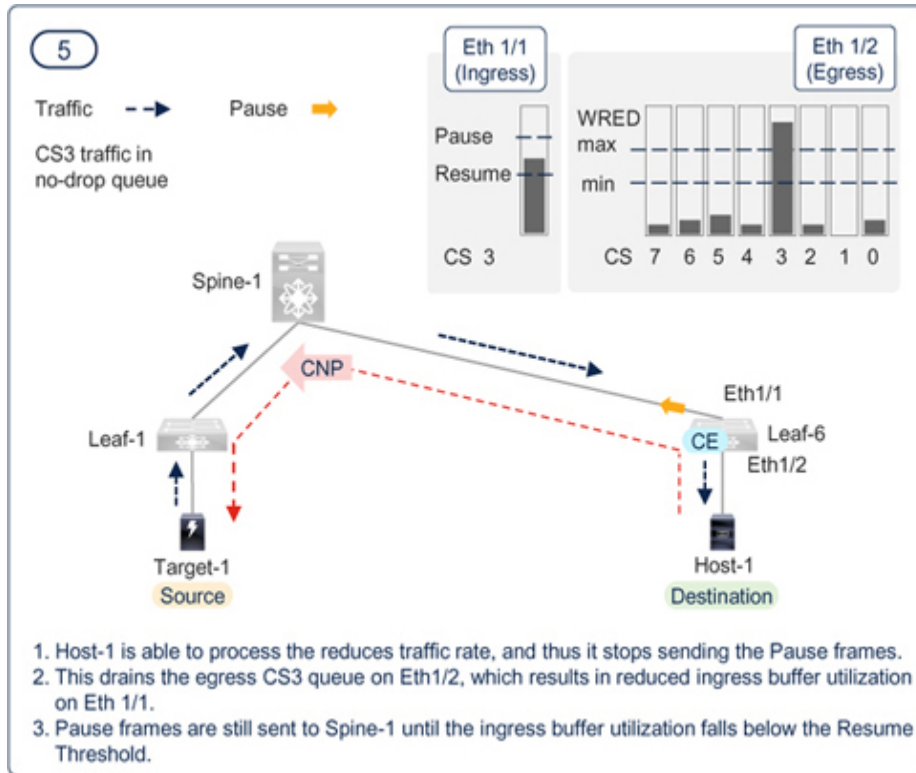 5
Traffic
Pause
CS3 traffic in
no-drop queue
Eth 1/1
(Ingress)
Pause
Resume
CS 3
Eth 1/2
(Egress)
WRED
max
min
CS 7 6 5 4 3 2 1 0
Spine-1
CNP
Eth1/1
Leaf-1
CE
Leaf-6
Eth1/2
Target-1
Source
Host-1
Destination
1. Host-1 is able to process the reduces traffic rate, and thus it stops sending the Pause frames.
2. This drains the egress CS3 queue on Eth1/2, which results in reduced ingress buffer utilization
on Eth 1/1.
3. Pause frames are still sent to Spine-1 until the ingress buffer utilization falls below the Resume
Threshold.